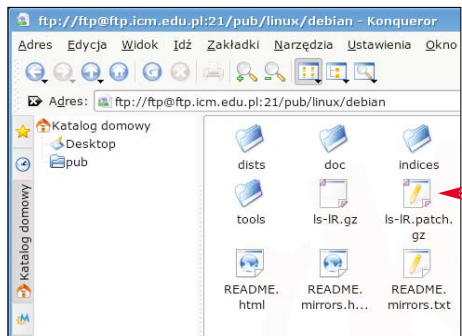 ftp://ftp@ftp.icm.edu.pl:21/pub/linux/debian - Konqueror
Adres Edycja Widok Idź Zakładki Narzędzia Ustawienia Okno
Adres: ftp://ftp@ftp.icm.edu.pl:21/pub/linux/debian
Katalog domowy
Desktop
pub
Katalog domowy
dists doc indices
tools ls-lR.gz ls-lR.patch.
gz
README. README. README.
html mirrors.h... mirrors.txt